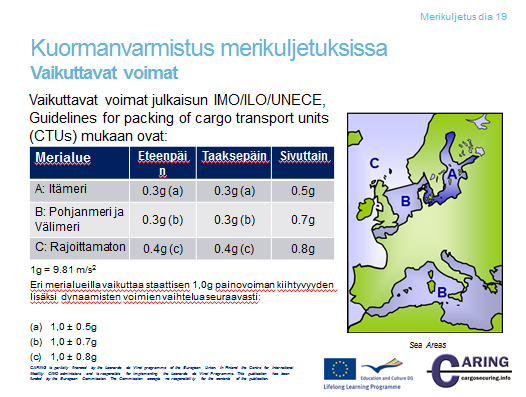 Merikuljetus dia 19
Kuormanvarmistus merikuljetuksissa
Vaikuttavat voimat
Vaikuttavat voimat julkaisun IMO/ILO/UNECE,
Guidelines for packing of cargo transport units
(CTUs) mukaan ovat:
Merialue Eteenpäi
n Taaksepäin Sivuttain
A: Itämeri 0.3g (a) 0.3g (a) 0.5g
B: Pohjanmeri ja
Välimeri 0.3g (b) 0.3g (b) 0.7g
C: Rajoittamaton 0.4g (c) 0.4g (c) 0.8g
1g = 9.81 m/s²
Eri merialueilla vaikuttaa staattisen 1,0g painovoiman kiihtyvyyden
lisäksi dynaamisten voimien vaihtelua seuraavasti:
(a) 1,0 ± 0.5g
(b) 1,0 ± 0.7g
(c) 1,0 ± 0.8g
C
A
B
B
Sea Areas
CARING is partially financed by the Leonardo da Vinci programme of the European Union. In Finland the Centre for International
Mobility CIMO administers and is responsible for implementing the Leonardo da Vinci Programme. This publication has been
funded by the European Commission. The Commission accepts no responsibility for the contents of the publication.
Education and Culture DG
Lifelong Learning Programme
CARING
cargosecuring.info